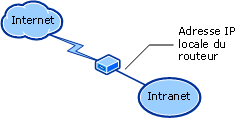 Internet
Adresse IP
locale du
routeur
Intranet